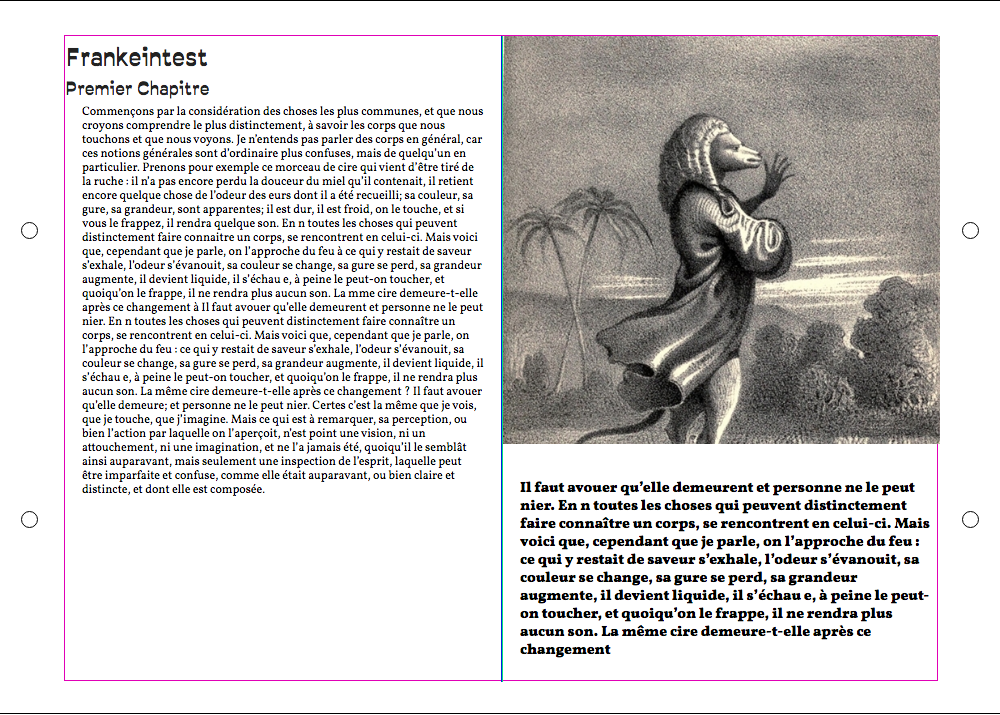 Frankeintest
Premier Chapitre
Commençons par la considération des choses les plus communes, et que nous
croyons comprendre le plus distinctement, à savoir les corps que nous
touchons et que nous voyons. Je n'entends pas parler des corps en général, car
ces notions générales sont d'ordinaire plus confuses, mais de quelqu'un en
particulier. Prenons pour exemple ce morceau de cire qui vient d'être tiré de
la ruche : il n'a pas encore perdu la douceur du miel qu'il contenait, il retient
encore quelque chose de l'odeur des eurs dont il a été recueilli; sa couleur, sa
gure, sa grandeur, sont apparentes; il est dur, il est froid, on le touche, et si
vous le frappez, il rendra quelque son. En n toutes les choses qui peuvent
distinctement faire connaitre un corps, se rencontrent en celui-ci. Mais voici
que, cependant que je parle, on l'approche du feu à ce qui y restait de saveur
s'exhale, l'odeur s'évanouit, sa couleur se change, sa gure se perd, sa grandeur
augmente, il devient liquide, il s'échau e, à peine le peut-on toucher, et
quoiqu'on le frappe, il ne rendra plus aucun son. La mme cire demeure-t-elle
après ce changement à Il faut avouer qu'elle demeurent et personne ne le peut
nier. En n toutes les choses qui peuvent distinctement faire connaître un
corps, se rencontrent en celui-ci. Mais voici que, cependant que je parle, on
l'approche du feu : ce qui y restait de saveur s'exhale, l'odeur s'évanouit, sa
couleur se change, sa gure se perd, sa grandeur augmente, il devient liquide, il
s'échau e, à peine le peut-on toucher, et quoiqu'on le frappe, il ne rendra plus
aucun son. La même cire demeure-t-elle après ce changement ? Il faut avouer
qu'elle demeure; et personne ne le peut nier. Certes c'est la même que je vois,
que je touche, que j'imagine. Mais ce qui est à remarquer, sa perception, ou
bien l'action par laquelle on l'aperçoit, n'est point une vision, ni un
attouchement, ni une imagination, et ne l'a jamais été, quoiqu'il le semblât
ainsi auparavant, mais seulement une inspection de l'esprit, laquelle peut
être imparfaite et confuse, comme elle était auparavant, ou bien claire et
distincte, et dont elle est composée.
Il faut avouer qu'elle demeurent et personne ne le peut
nier. En n toutes les choses qui peuvent distinctement
faire connaître un corps, se rencontrent en celui-ci. Mais
voici que, cependant que je parle, on l'approche du feu :
ce qui y restait de saveur s'exhale, l'odeur s'évanouit, sa
couleur se change, sa gure se perd, sa grandeur
augmente, il devient liquide, il s'échau e, à peine le peut-
on toucher, et quoiqu'on le frappe, il ne rendra plus
aucun son. La même cire demeure-t-elle après ce
changement